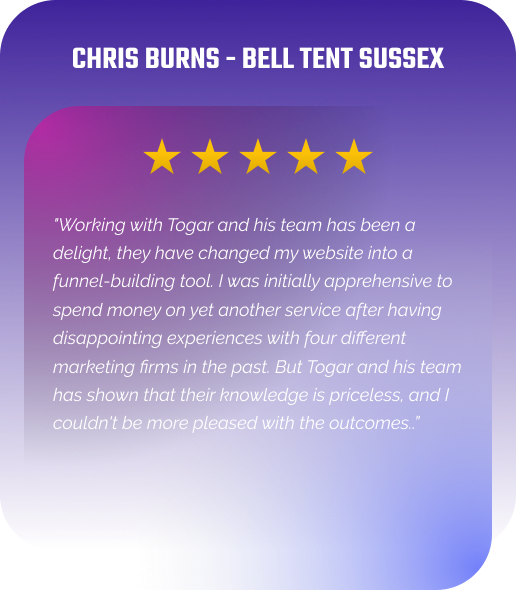 CHRIS BURNS - BELL TENT SUSSEX
"Working with Togar and his team has been a
delight, they have changed my website into a
funnel-building tool. I was initially apprehensive to
spend money on yet another service after having
disappointing experiences with four different
marketing firms in the past. But Togar and his team
has shown that their knowledge is priceless, and I
couldn't be more pleased with the outcomes.."